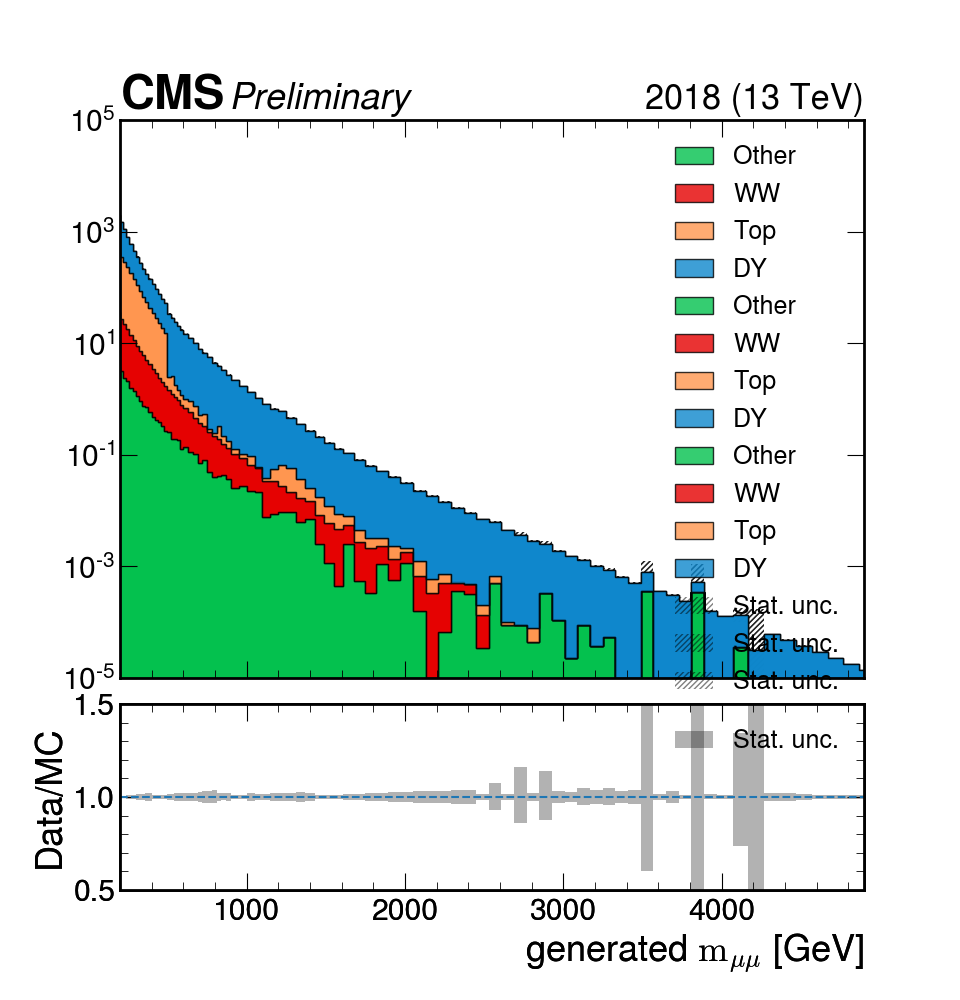 CMS Preliminary 2018 (13 TeV)
10^5
10^3
10^1
10^-1
10^-3
10^-5
Other
WW
Top
DY
Other
WW
Top
DY
Other
WW
Top
DY
Stat. unc.
Stat. unc.
Stat. unc.
Data/MC
1.5
1.0
0.5
Stat. unc.
1000 2000 3000 4000
generated m_μμ [GeV]